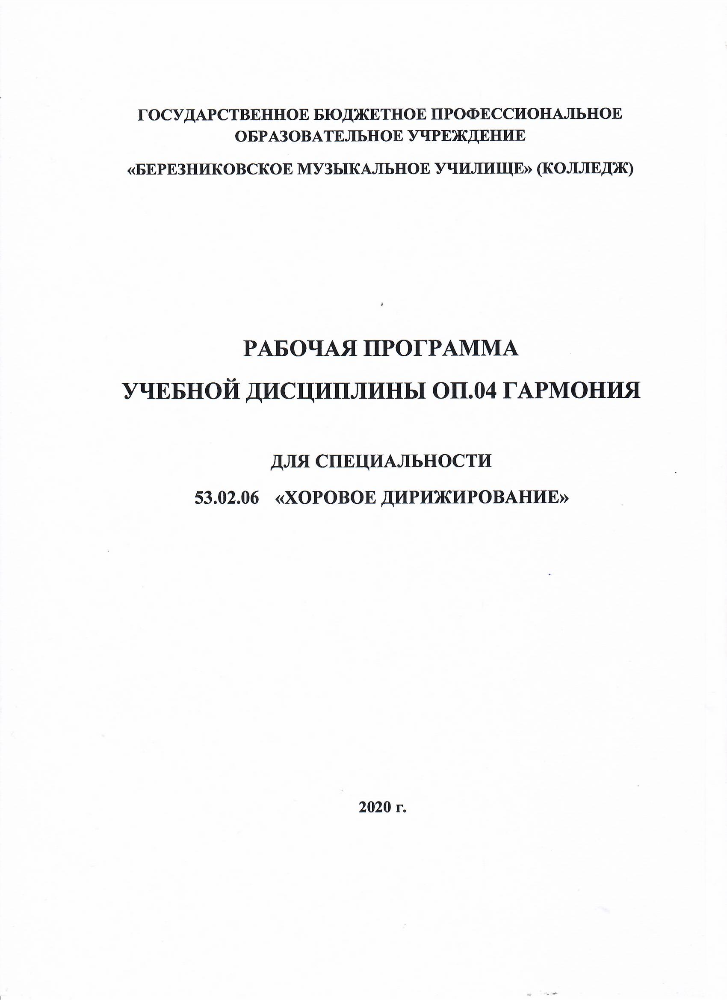 ГОСУДАРСТВЕННОЕ БЮДЖЕТНОЕ ПРОФЕССИОНАЛЬНОЕ
ОБРАЗОВАТЕЛЬНОЕ УЧРЕЖДЕНИЕ
«БЕРЕЗНИКОВСКОЕ МУЗЫКАЛЬНОЕ УЧИЛИЩЕ» (КОЛЛЕДЖ)
РАБОЧАЯ ПРОГРАММА
УЧЕБНОЙ ДИСЦИПЛИНЫ ОП.04 ГАРМОНИЯ
ДЛЯ СПЕЦИАЛЬНОСТИ
53.02.06 «ХОРОВОЕ ДИРИЖИРОВАНИЕ»
2020 г.